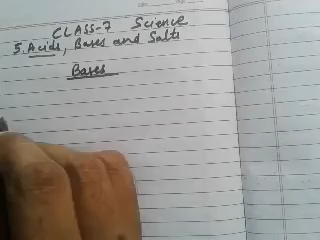 CLASS-7 Science
5. Acids, Bases and Salts
Bases